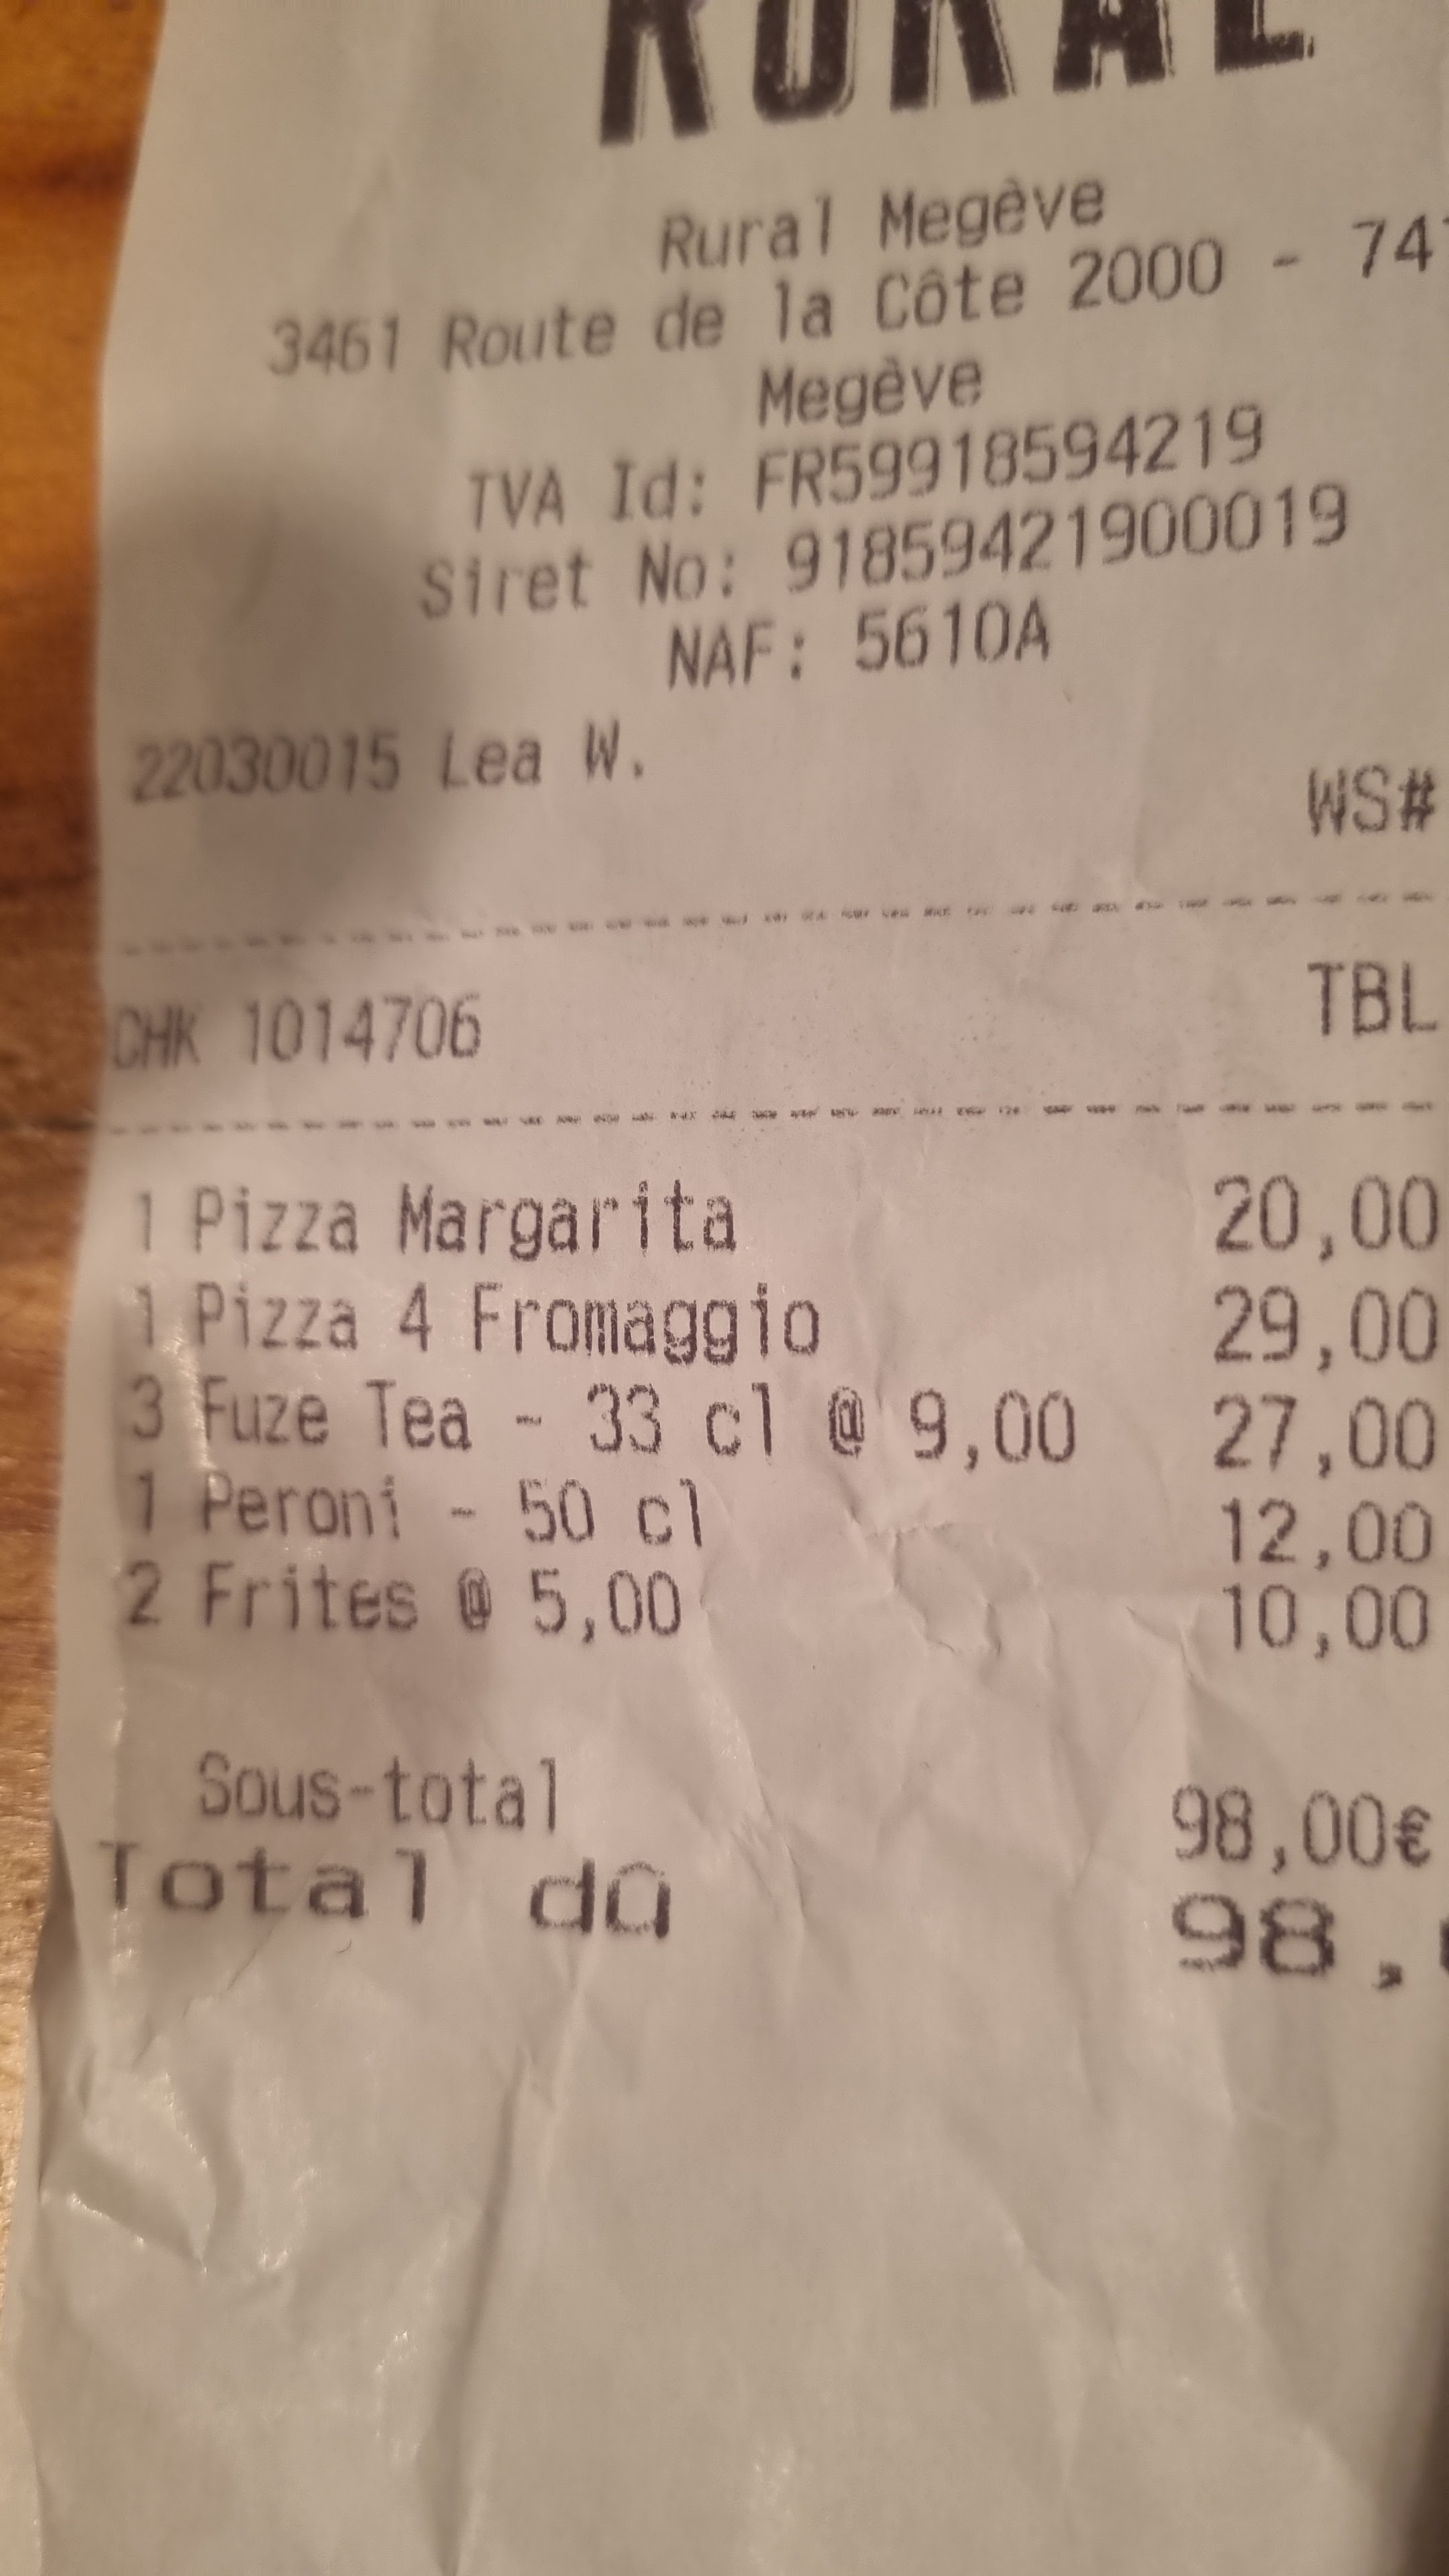 RURAL
Rural Megève
3461 Route de la Côte 2000 - 74
Megève
TVA Id: FR59918594219
Siret No: 91859421900019
NAF: 5610A
22030015 Lea W.
WS#
CHK 1014706 TBL
1 Pizza Margarita 20,00
1 Pizza 4 Fromaggio 29,00
3 Fuze Tea - 33 cl @ 9,00 27,00
1 Peroni - 50 cl 12,00
2 Frites @ 5,00 10,00
Sous-total 98,00€
Total dû 98,